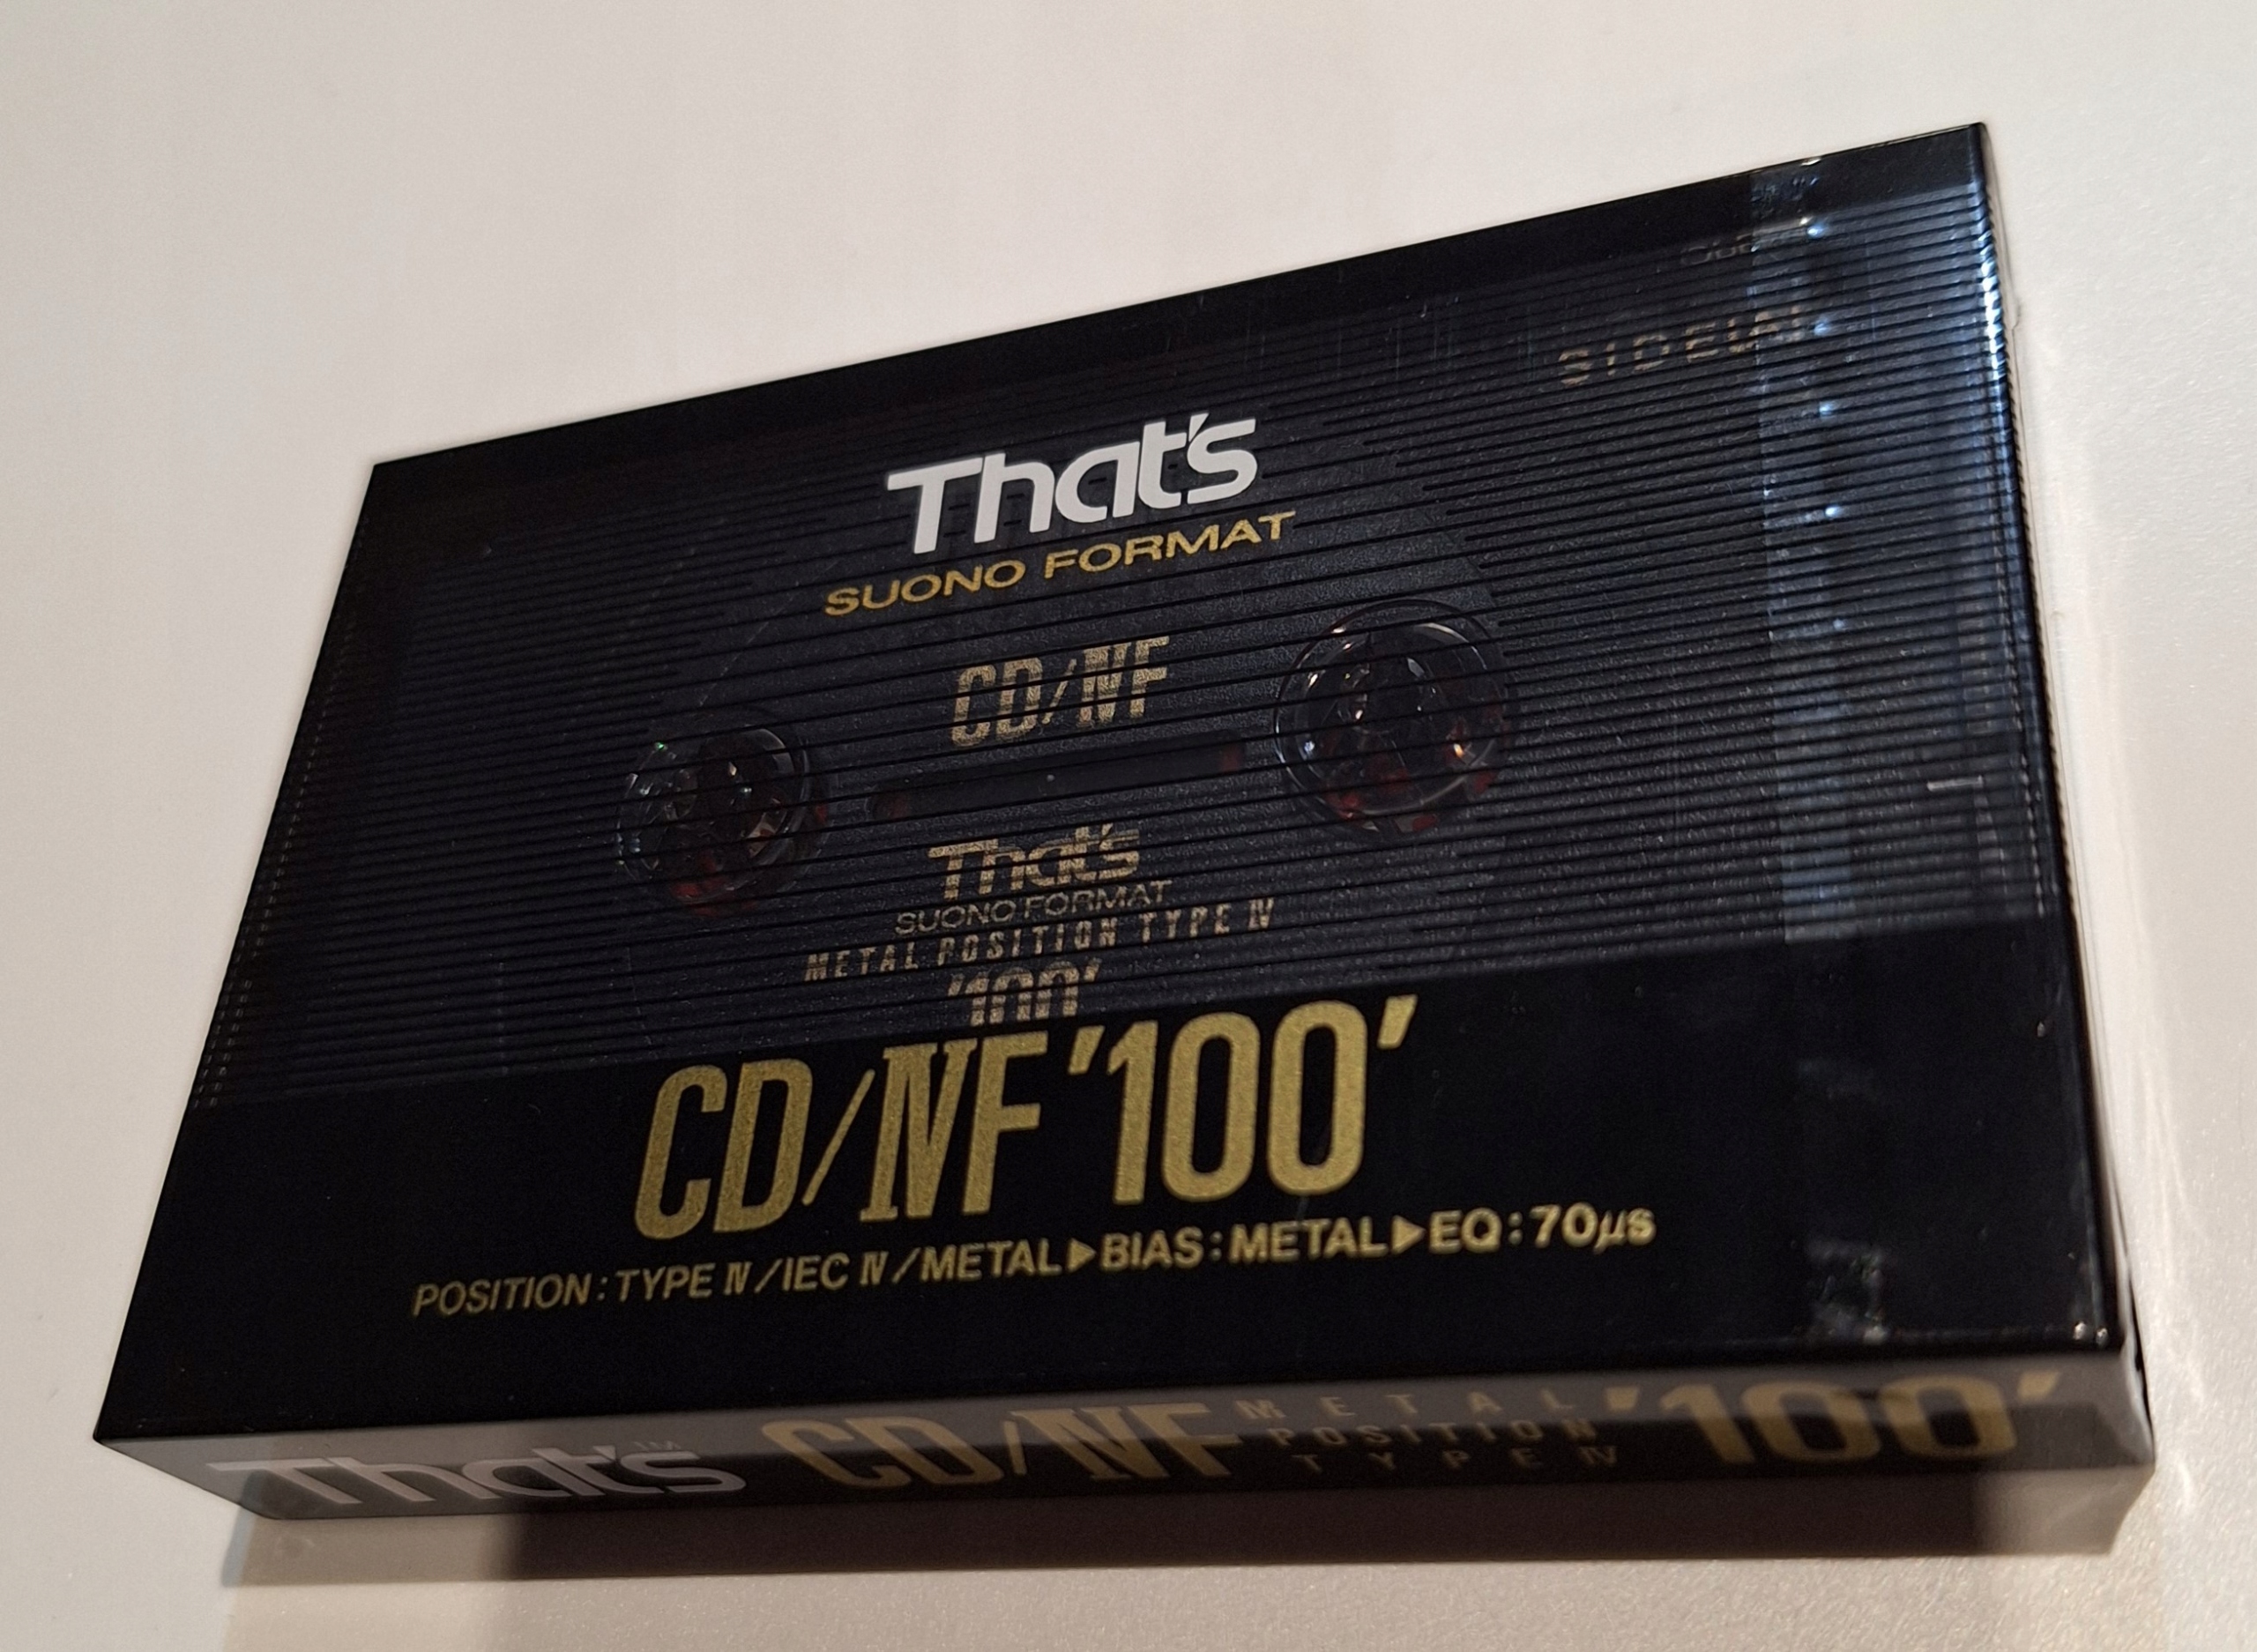 SIDE/A
That's
SUONO FORMAT
CD/ⅣF
That's
SUONO FORMAT
METAL POSITION TYPE Ⅳ
'100'
CD/ⅣF '100'
POSITION:TYPE Ⅳ/IEC Ⅳ/METAL▶BIAS:METAL▶EQ:70μs
That's™ CD/ⅣF METAL POSITION TYPE Ⅳ '100'